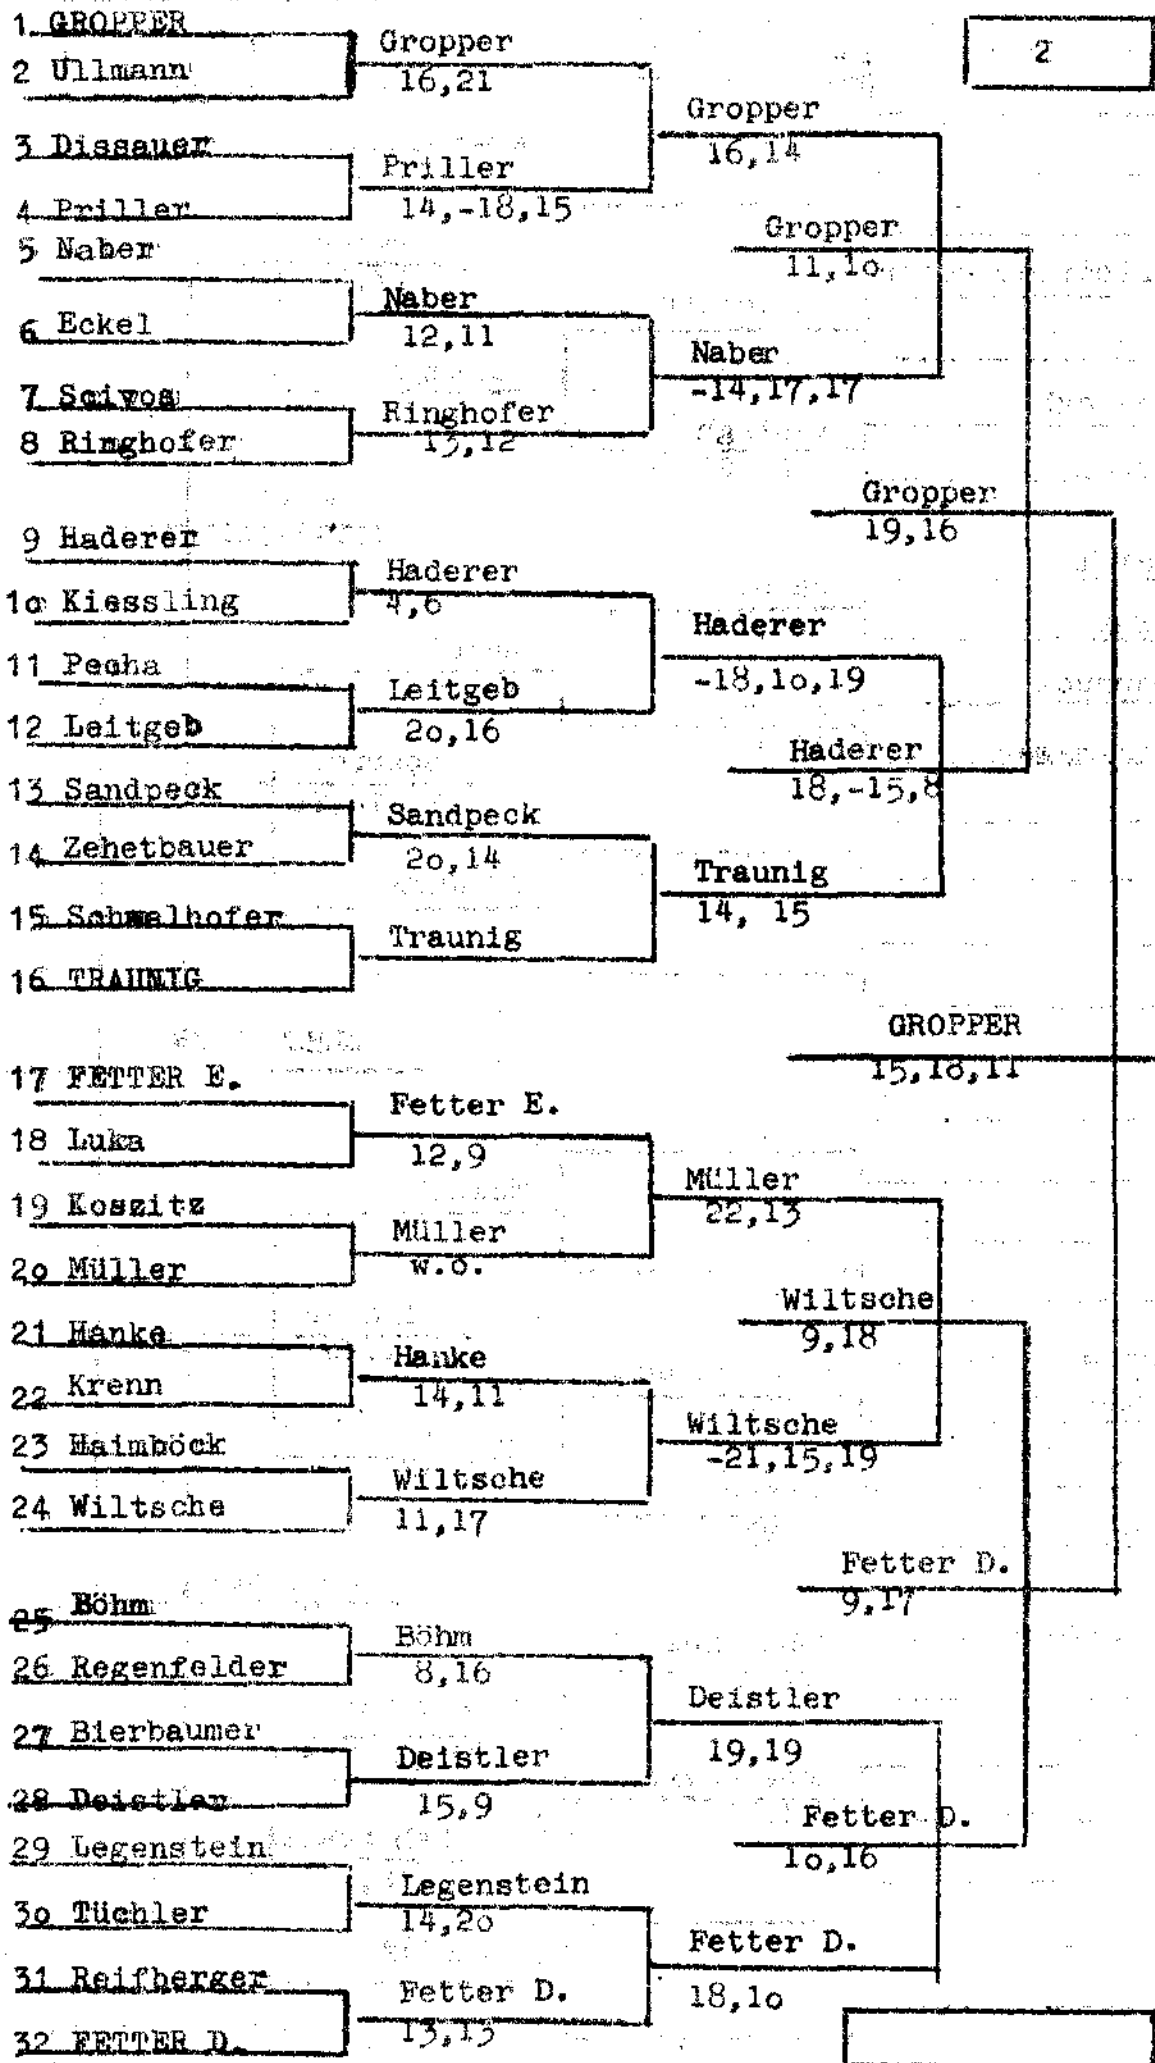 1 GROPPER
2 Ullmann
3 Dissauer
4 Priller
5 Naber
6 Eckel
7 Scivos
8 Ringhofer
9 Haderer
1o Kiessling
11 Pecha
12 Leitgeb
13 Sandpeck
14 Zehetbauer
15 Schmalhofer
16 TRAUNIG
17 FETTER E.
18 Luka
19 Koszitz
2o Müller
21 Hanke
22 Krenn
23 Haimböck
24 Wiltsche
25 Böhm
26 Regenfelder
27 Bierbaumer
28 Deistler
29 Legenstein
3o Tüchler
31 Reifberger
32 FETTER D.
Gropper
16,21
Priller
14,-18,15
Naber
12,11
Ringhofer
13,12
Haderer
4,6
Leitgeb
2o,16
Sandpeck
2o,14
Traunig
Fetter E.
12,9
Müller
w.o.
Hanke
14,11
Wiltsche
11,17
Böhm
8,16
Deistler
15,9
Legenstein
14,2o
Fetter D.
13,13
Gropper
16,14
Naber
-14,17,17
Haderer
-18,1o,19
Traunig
14, 15
Müller
22,13
Wiltsche
-21,15,19
Deistler
19,19
Fetter D.
18,1o
Gropper
11,1o
Haderer
18,-15,8
Wiltsche
9,18
Fetter D.
1o,16
Gropper
19,16
Fetter D.
9,17
GROPPER
15,18,11
2